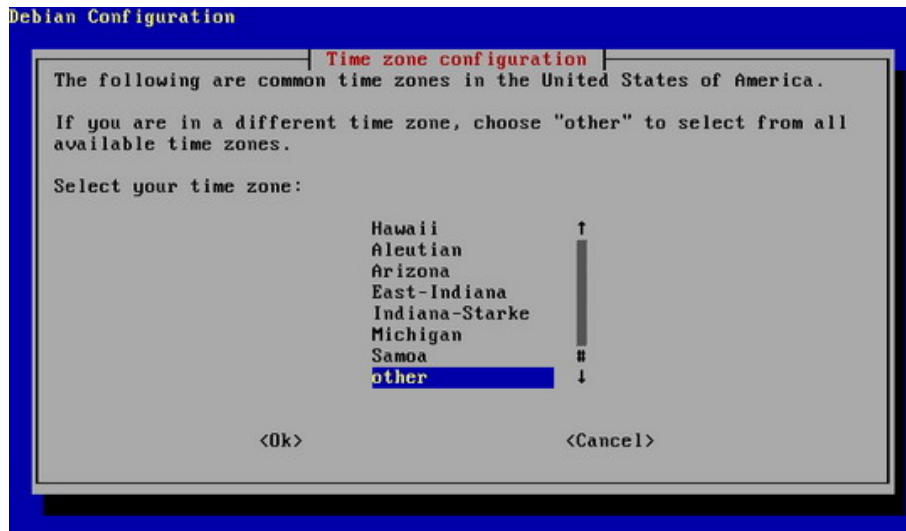 Debian Configuration
Time zone configuration
The following are common time zones in the United States of America.
If you are in a different time zone, choose "other" to select from all
available time zones.
Select your time zone:
Hawaii ↑
Aleutian
Arizona
East-Indiana
Indiana-Starke
Michigan
Samoa #
other ↓
<Ok> <Cancel>